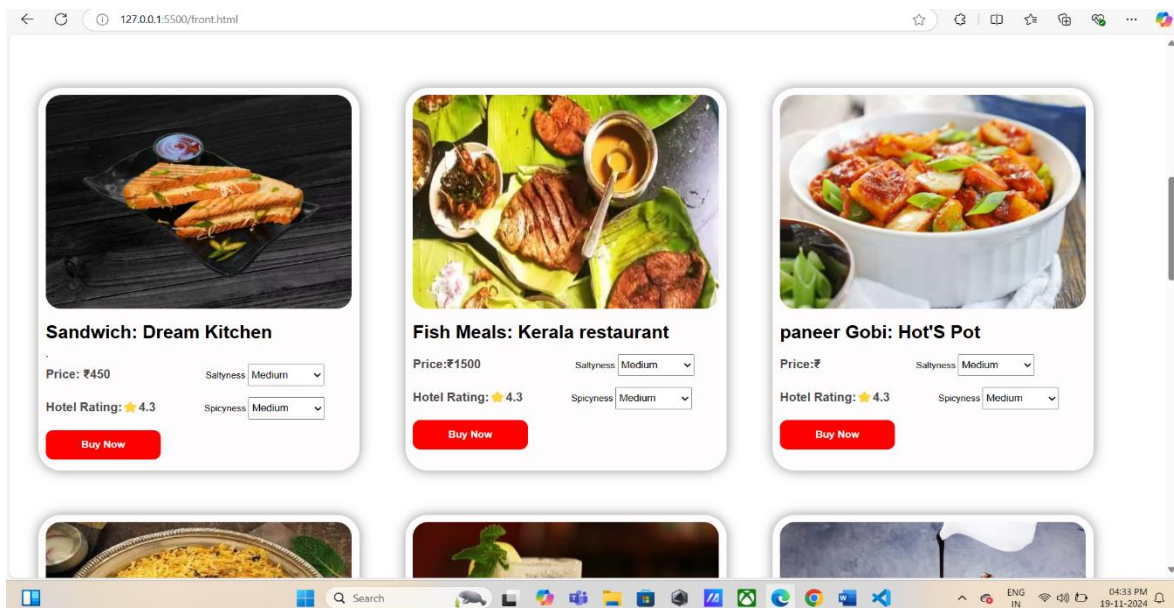 127.0.0.1:5500/front.html
Sandwich: Dream Kitchen
.
Price: ₹450
Saltyness Medium
Hotel Rating: ⭐ 4.3
Spicyness Medium
Buy Now
Fish Meals: Kerala restaurant
Price:₹1500
Saltyness Medium
Hotel Rating: ⭐ 4.3
Spicyness Medium
Buy Now
paneer Gobi: Hot'S Pot
Price:₹
Saltyness Medium
Hotel Rating: ⭐ 4.3
Spicyness Medium
Buy Now
Search
ENG
IN
04:33 PM
19-11-2024